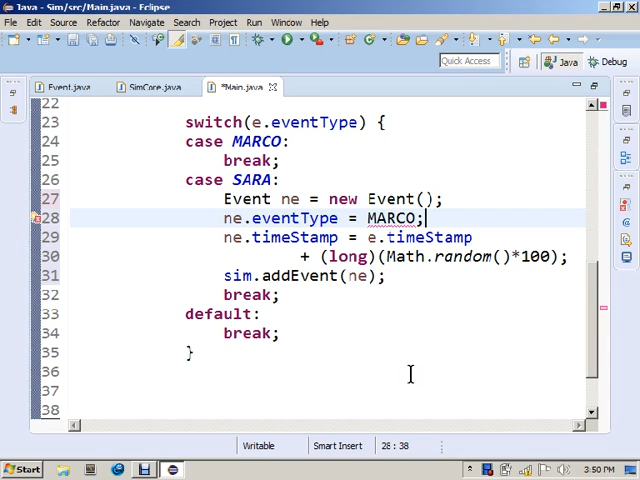 Java - Sim/src/Main.java - Eclipse
File Edit Source Refactor Navigate Search Project Run Window Help
Quick Access Java Debug
Event.java SimCore.java *Main.java
22
23 switch(e.eventType) {
24 case MARCO:
25 break;
26 case SARA:
27 Event ne = new Event();
28 ne.eventType = MARCO;
29 ne.timeStamp = e.timeStamp
30 + (long)(Math.random()*100);
31 sim.addEvent(ne);
32 break;
33 default:
34 break;
35 }
36
37
38
Writable Smart Insert 28 : 38
Start 3:50 PM